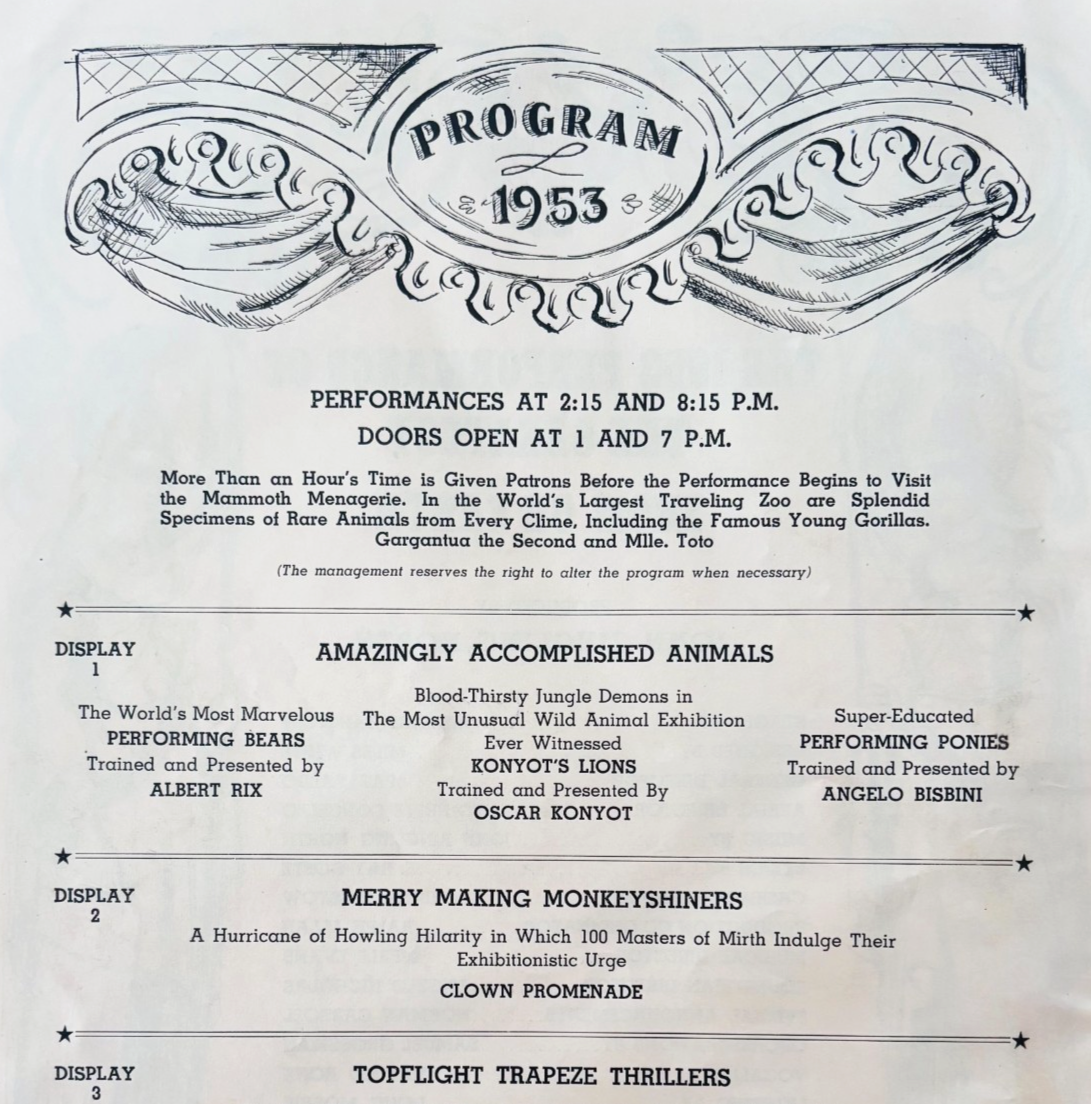 PROGRAM
1953
PERFORMANCES AT 2:15 AND 8:15 P.M.
DOORS OPEN AT 1 AND 7 P.M.
More Than an Hour's Time is Given Patrons Before the Performance Begins to Visit
the Mammoth Menagerie. In the World's Largest Traveling Zoo are Splendid
Specimens of Rare Animals from Every Clime, Including the Famous Young Gorillas.
Gargantua the Second and Mlle. Toto
(The management reserves the right to alter the program when necessary)
DISPLAY
1
AMAZINGLY ACCOMPLISHED ANIMALS
The World's Most Marvelous
PERFORMING BEARS
Trained and Presented by
ALBERT RIX
Blood-Thirsty Jungle Demons in
The Most Unusual Wild Animal Exhibition
Ever Witnessed
KONYOT'S LIONS
Trained and Presented By
OSCAR KONYOT
Super-Educated
PERFORMING PONIES
Trained and Presented by
ANGELO BISBINI
DISPLAY
2
MERRY MAKING MONKEYSHINERS
A Hurricane of Howling Hilarity in Which 100 Masters of Mirth Indulge Their
Exhibitionistic Urge
CLOWN PROMENADE
DISPLAY
3
TOPFLIGHT TRAPEZE THRILLERS